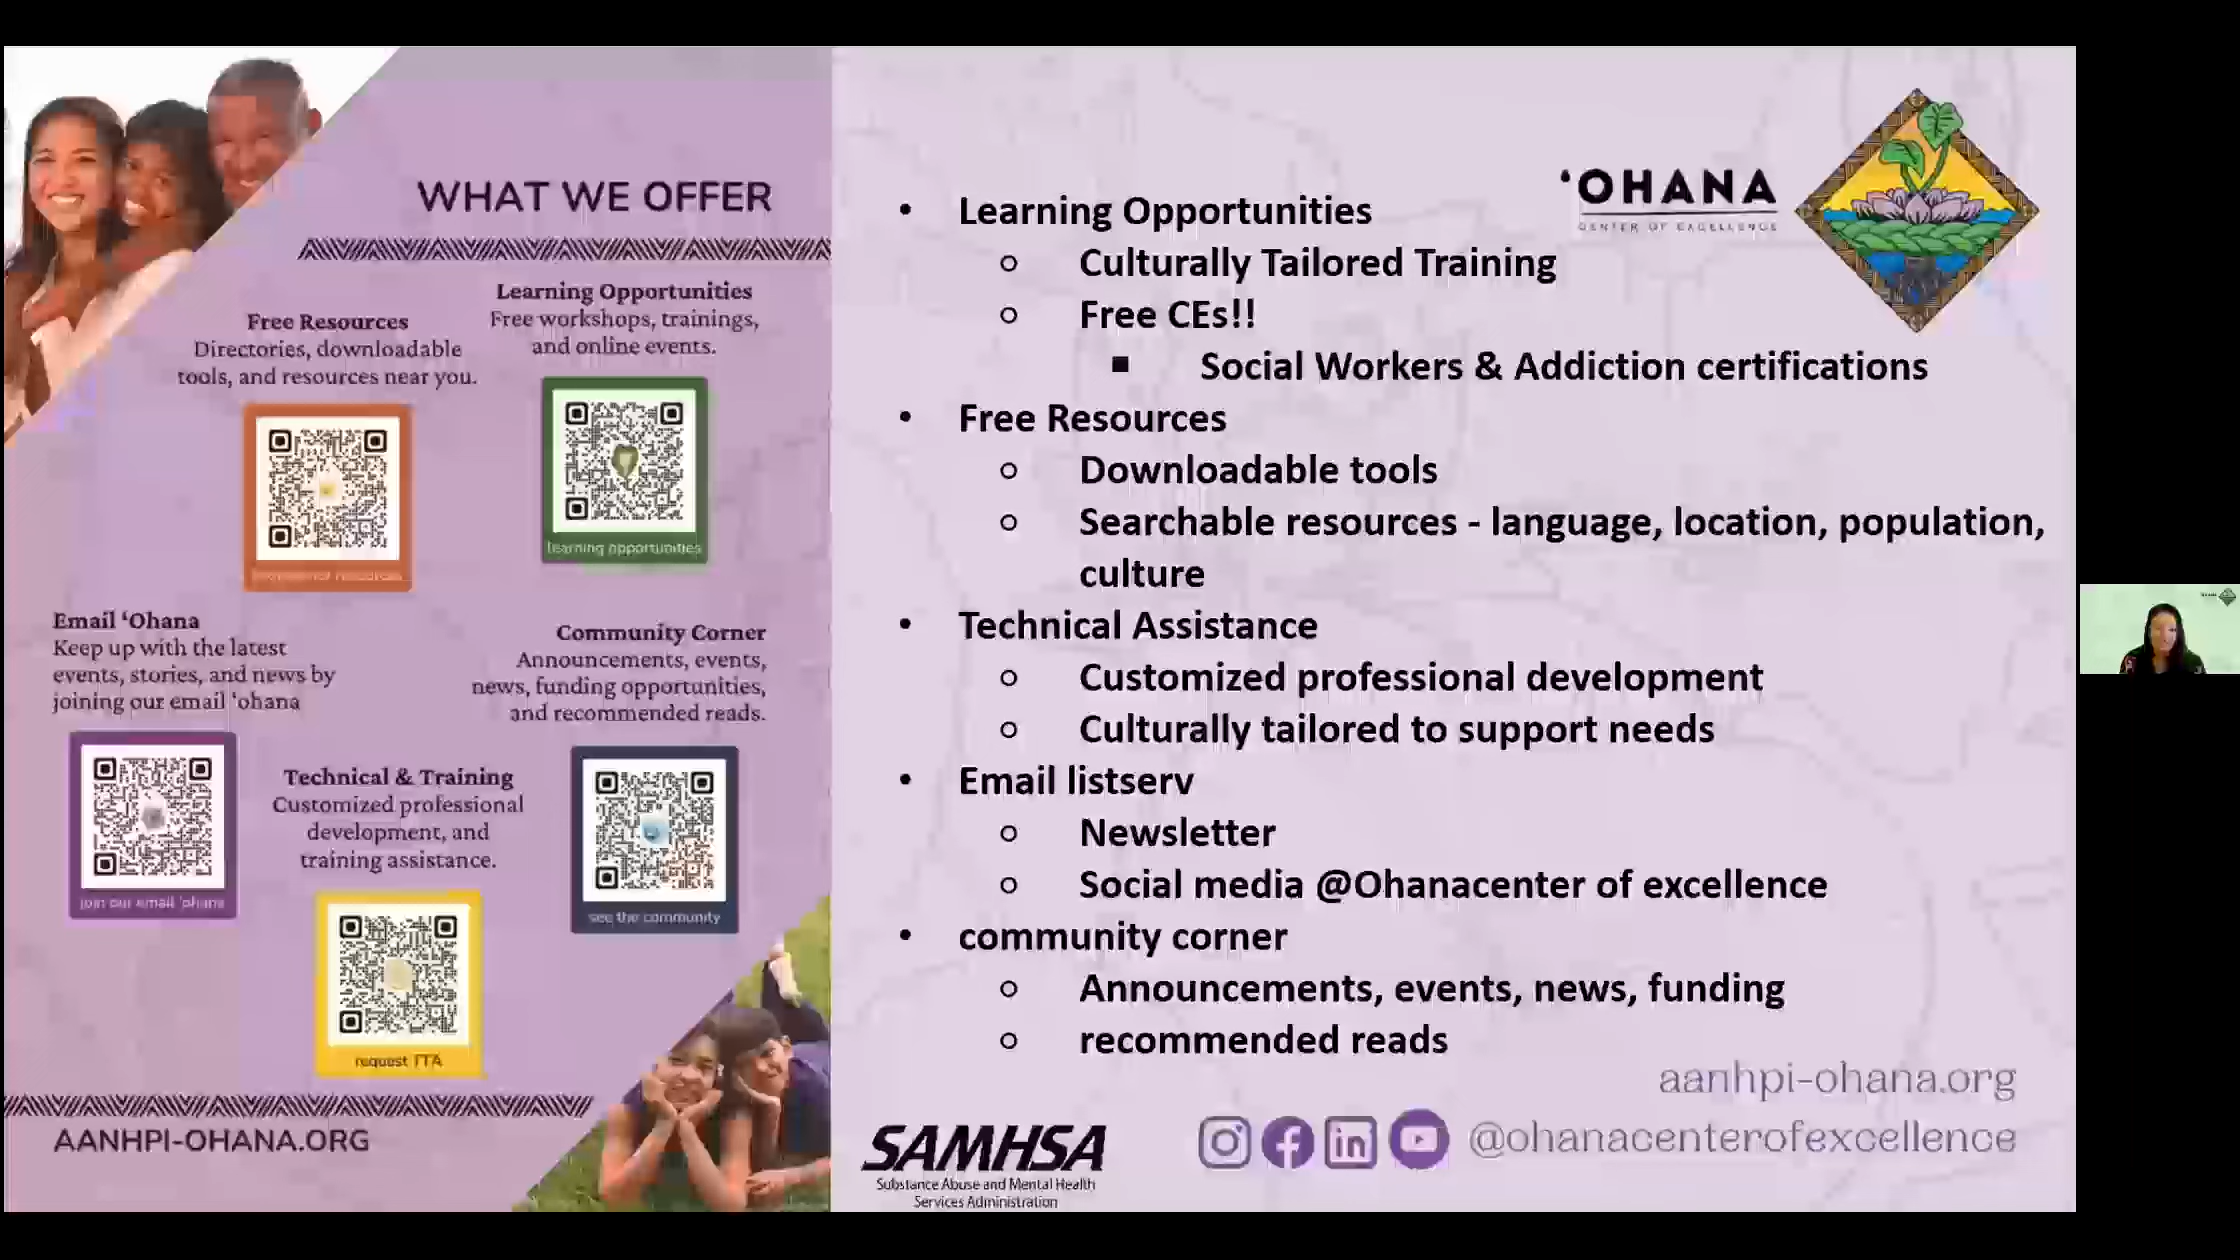 WHAT WE OFFER
Learning Opportunities
Free workshops, trainings,
and online events.
learning opportunities
Free Resources
Directories, downloadable
tools, and resources near you.
Email ‘Ohana
Keep up with the latest
events, stories, and news by
joining our email ‘ohana
join our email ‘ohana
Community Corner
Announcements, events,
news, funding opportunities,
and recommended reads.
see the community
Technical & Training
Customized professional
development, and
training assistance.
request TTA
AANHPI-OHANA.ORG
‘OHANA
CENTER OF EXCELLENCE
• Learning Opportunities
o Culturally Tailored Training
o Free CEs!!
▪ Social Workers & Addiction certifications
• Free Resources
o Downloadable tools
o Searchable resources - language, location, population,
culture
• Technical Assistance
o Customized professional development
o Culturally tailored to support needs
• Email listserv
o Newsletter
o Social media @Ohanacenter of excellence
• community corner
o Announcements, events, news, funding
o recommended reads
aanhpi-ohana.org
@ohanacenterofexcellence
SAMHSA
Substance Abuse and Mental Health
Services Administration